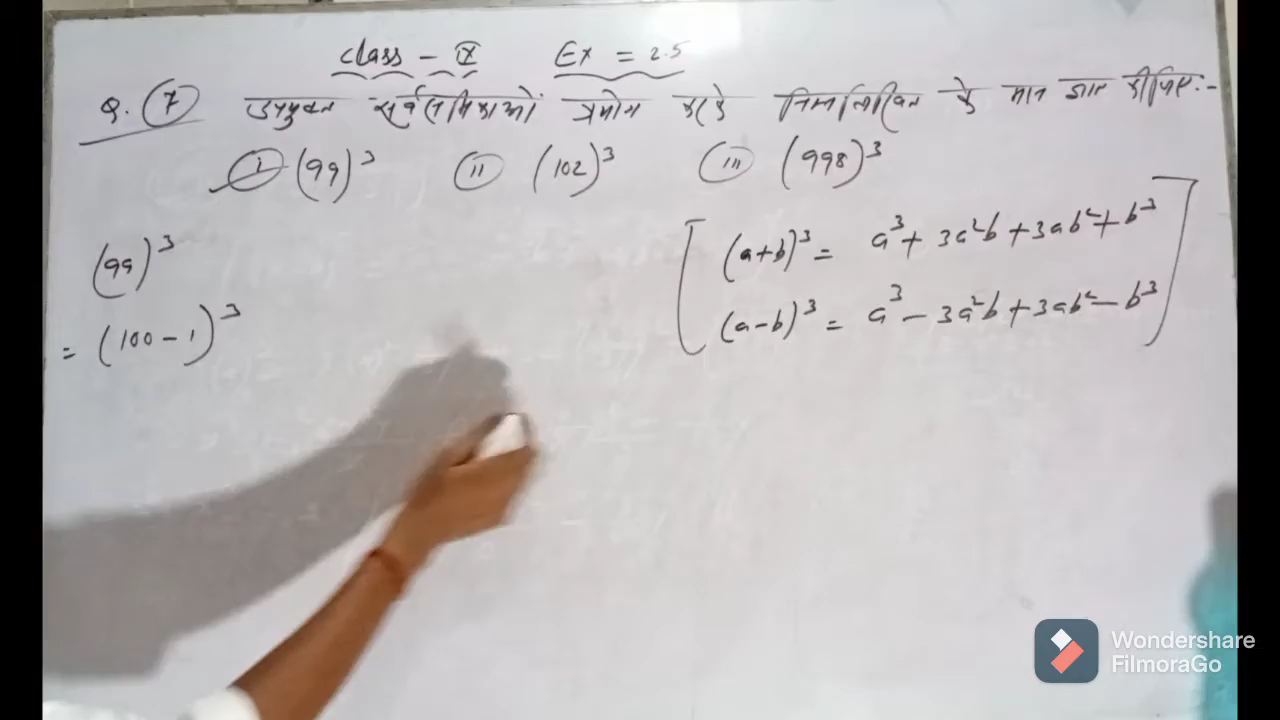 Class - IX Ex = 2.5
Q. 7 उपयुक्त सर्वसमिकाओं प्रयोग करके निम्नलिखित के मान ज्ञात कीजिए:-
I (99)³ II (102)³ III (998)³
(99)³
= (100-1)³
(a+b)³ = a³ + 3a²b + 3ab² + b³
(a-b)³ = a³ - 3a²b + 3ab² - b³
Wondershare
FilmoraGo